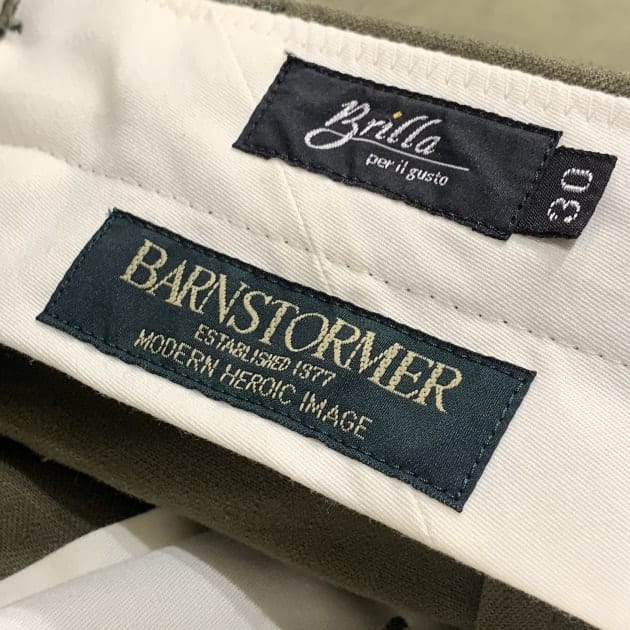 Brilla
per il gusto
30
BARNSTORMER
ESTABLISHED 1977
MODERN HEROIC IMAGE